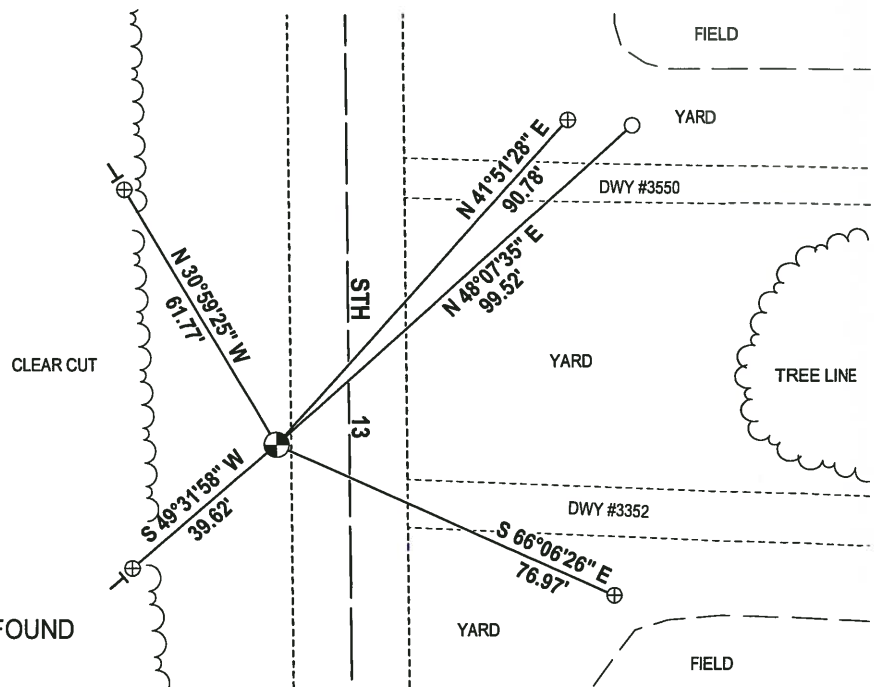 FIELD
YARD
N 41°51'28" E
90.78'
DWY #3550
N 48°07'35" E
99.52'
N 30°59'25" W
61.77'
STH 13
CLEAR CUT
YARD
TREE LINE
S 49°31'58" W
39.62'
DWY #3352
S 66°06'26" E
76.97'
FOUND
YARD
FIELD